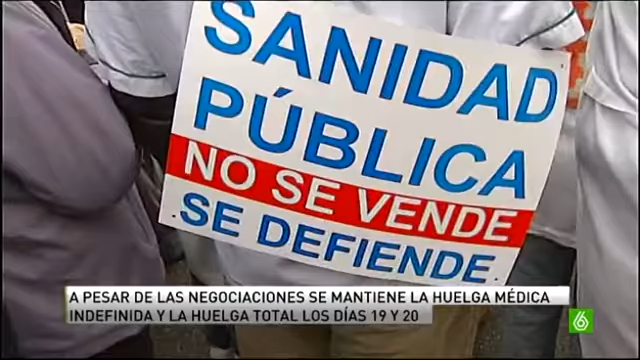 SANIDAD
PÚBLICA
NO SE VENDE
SE DEFIENDE.
A PESAR DE LAS NEGOCIACIONES SE MANTIENE LA HUELGA MÉDICA
INDEFINIDA Y LA HUELGA TOTAL LOS DÍAS 19 Y 20
6